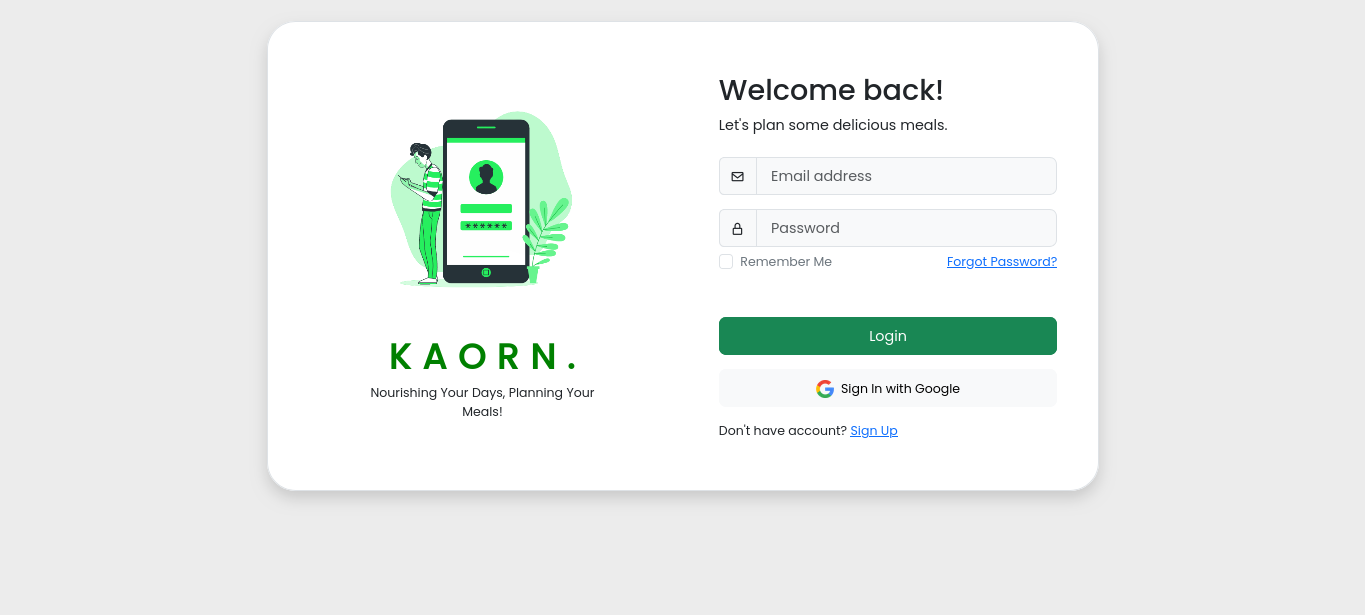 Welcome back!
Let's plan some delicious meals.
Email address
Password
Remember Me
Forgot Password?
Login
Sign In with Google
Don't have account? Sign Up
******
K A O R N .
Nourishing Your Days, Planning Your
Meals!